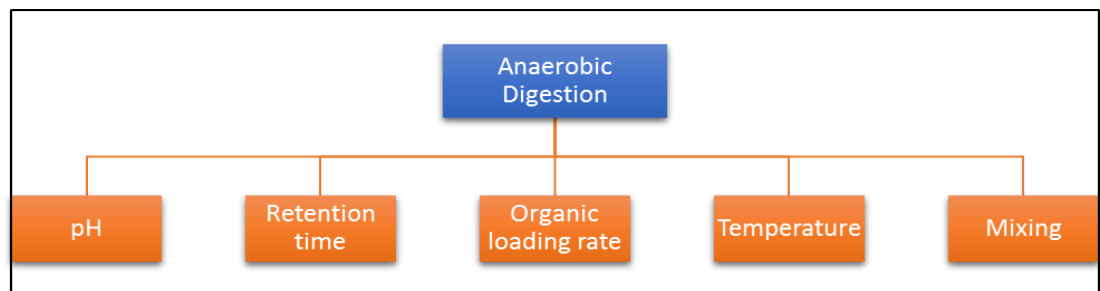 Anaerobic
Digestion
pH
Retention
time
Organic
loading rate
Temperature
Mixing